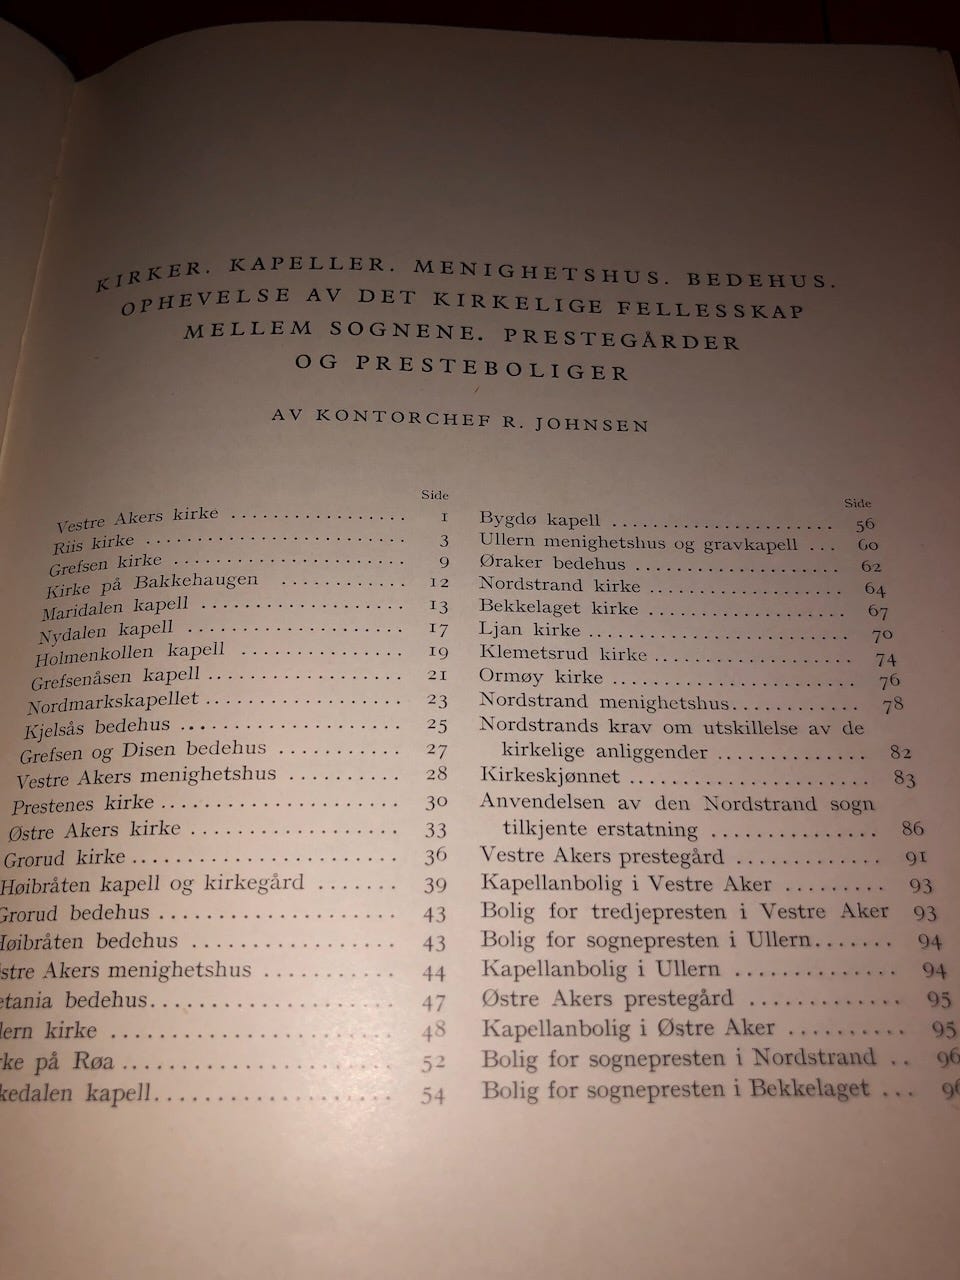 KIRKER. KAPELLER. MENIGHETSHUS. BEDEHUS.
OPHEVELSE AV DET KIRKELIGE FELLESSKAP
MELLEM SOGNENE. PRESTEGÅRDER
OG PRESTEBOLIGER
AV KONTORCHEF R. JOHNSEN
Side
Vestre Akers kirke ................. 1
Riis kirke ......................... 3
Grefsen kirke ...................... 9
Kirke på Bakkehaugen ............ 12
Maridalen kapell ................... 13
Nydalen kapell .................... 17
Holmenkollen kapell ............... 19
Grefsenåsen kapell ................. 21
Nordmarkskapellet ................. 23
Kjelsås bedehus .................... 25
Grefsen og Disen bedehus ........... 27
Vestre Akers menighetshus .......... 28
Prestenes kirke ..................... 30
Østre Akers kirke .................. 33
Grorud kirke ....................... 36
Høibråten kapell og kirkegård ....... 39
Grorud bedehus .................... 43
Høibråten bedehus ................. 43
stre Akers menighetshus ........... 44
etania bedehus ..................... 47
lern kirke ......................... 48
rke på Røa ........................ 52
kedalen kapell ..................... 54
Side
Bygdø kapell ...................... 56
Ullern menighetshus og gravkapell ... 60
Øraker bedehus .................... 62
Nordstrand kirke ................... 64
Bekkelaget kirke ................... 67
Ljan kirke ......................... 70
Klemetsrud kirke ................... 74
Ormøy kirke ....................... 76
Nordstrand menighetshus ............ 78
Nordstrands krav om utskillelse av de
kirkelige anliggender .............. 82
Kirkeskjønnet ...................... 83
Anvendelsen av den Nordstrand sogn
tilkjente erstatning ............... 86
Vestre Akers prestegård ............. 91
Kapellanbolig i Vestre Aker ......... 93
Bolig for tredjepresten i Vestre Aker 93
Bolig for sognepresten i Ullern ....... 94
Kapellanbolig i Ullern .............. 94
Østre Akers prestegård ............. 95
Kapellanbolig i Østre Aker .......... 95
Bolig for sognepresten i Nordstrand .. 96
Bolig for sognepresten i Bekkelaget ...